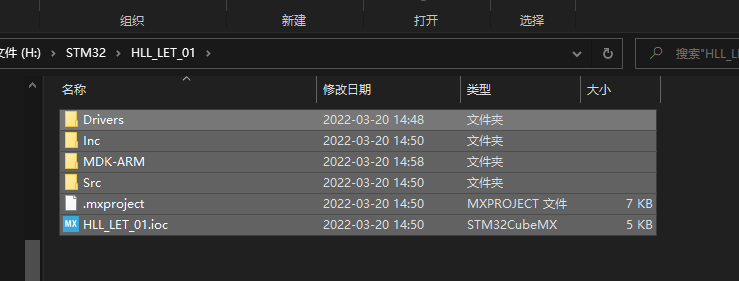 组织 新建 打开 选择
文件 (H:) > STM32 > HLL_LET_01 > 搜索"HLL_LE
名称 修改日期 类型 大小
Drivers 2022-03-20 14:48 文件夹
Inc 2022-03-20 14:50 文件夹
MDK-ARM 2022-03-20 14:58 文件夹
Src 2022-03-20 14:50 文件夹
.mxproject 2022-03-20 14:50 MXPROJECT 文件 7 KB
MX HLL_LET_01.ioc 2022-03-20 14:50 STM32CubeMX 5 KB